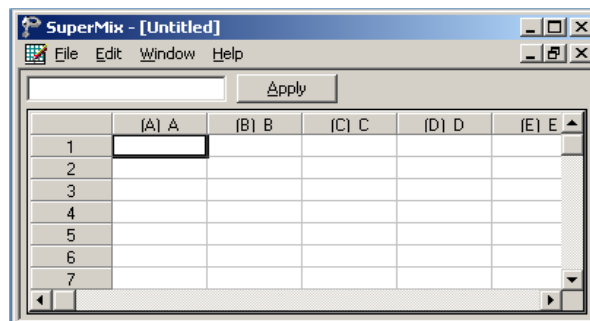 SuperMix - [Untitled]
File Edit Window Help
Apply
(A) A (B) B (C) C (D) D (E) E
1
2
3
4
5
6
7